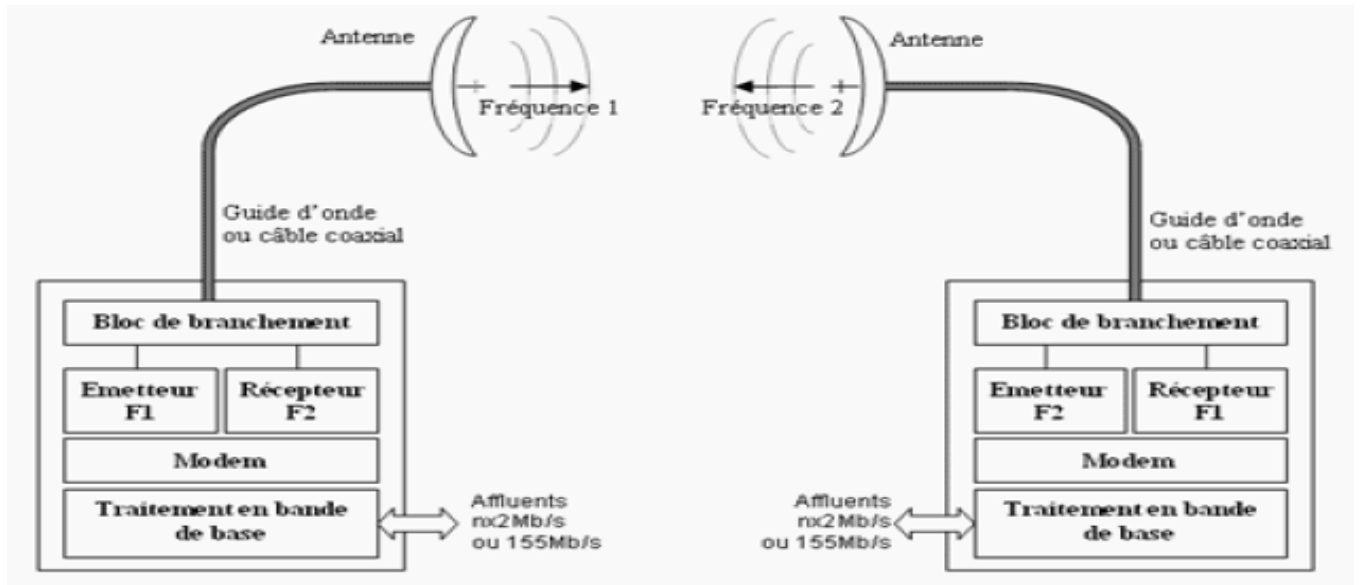 Antenne
Fréquence 1
Guide d'onde
ou câble coaxial
Bloc de branchement
Emetteur
F1
Récepteur
F2
Modem
Traitement en bande
de base
Affluents
nx2Mb/s
ou 155Mb/s
Antenne
Fréquence 2
Guide d'onde
ou câble coaxial
Bloc de branchement
Emetteur
F2
Récepteur
F1
Modem
Traitement en bande
de base
Affluents
nx2Mb/s
ou 155Mb/s